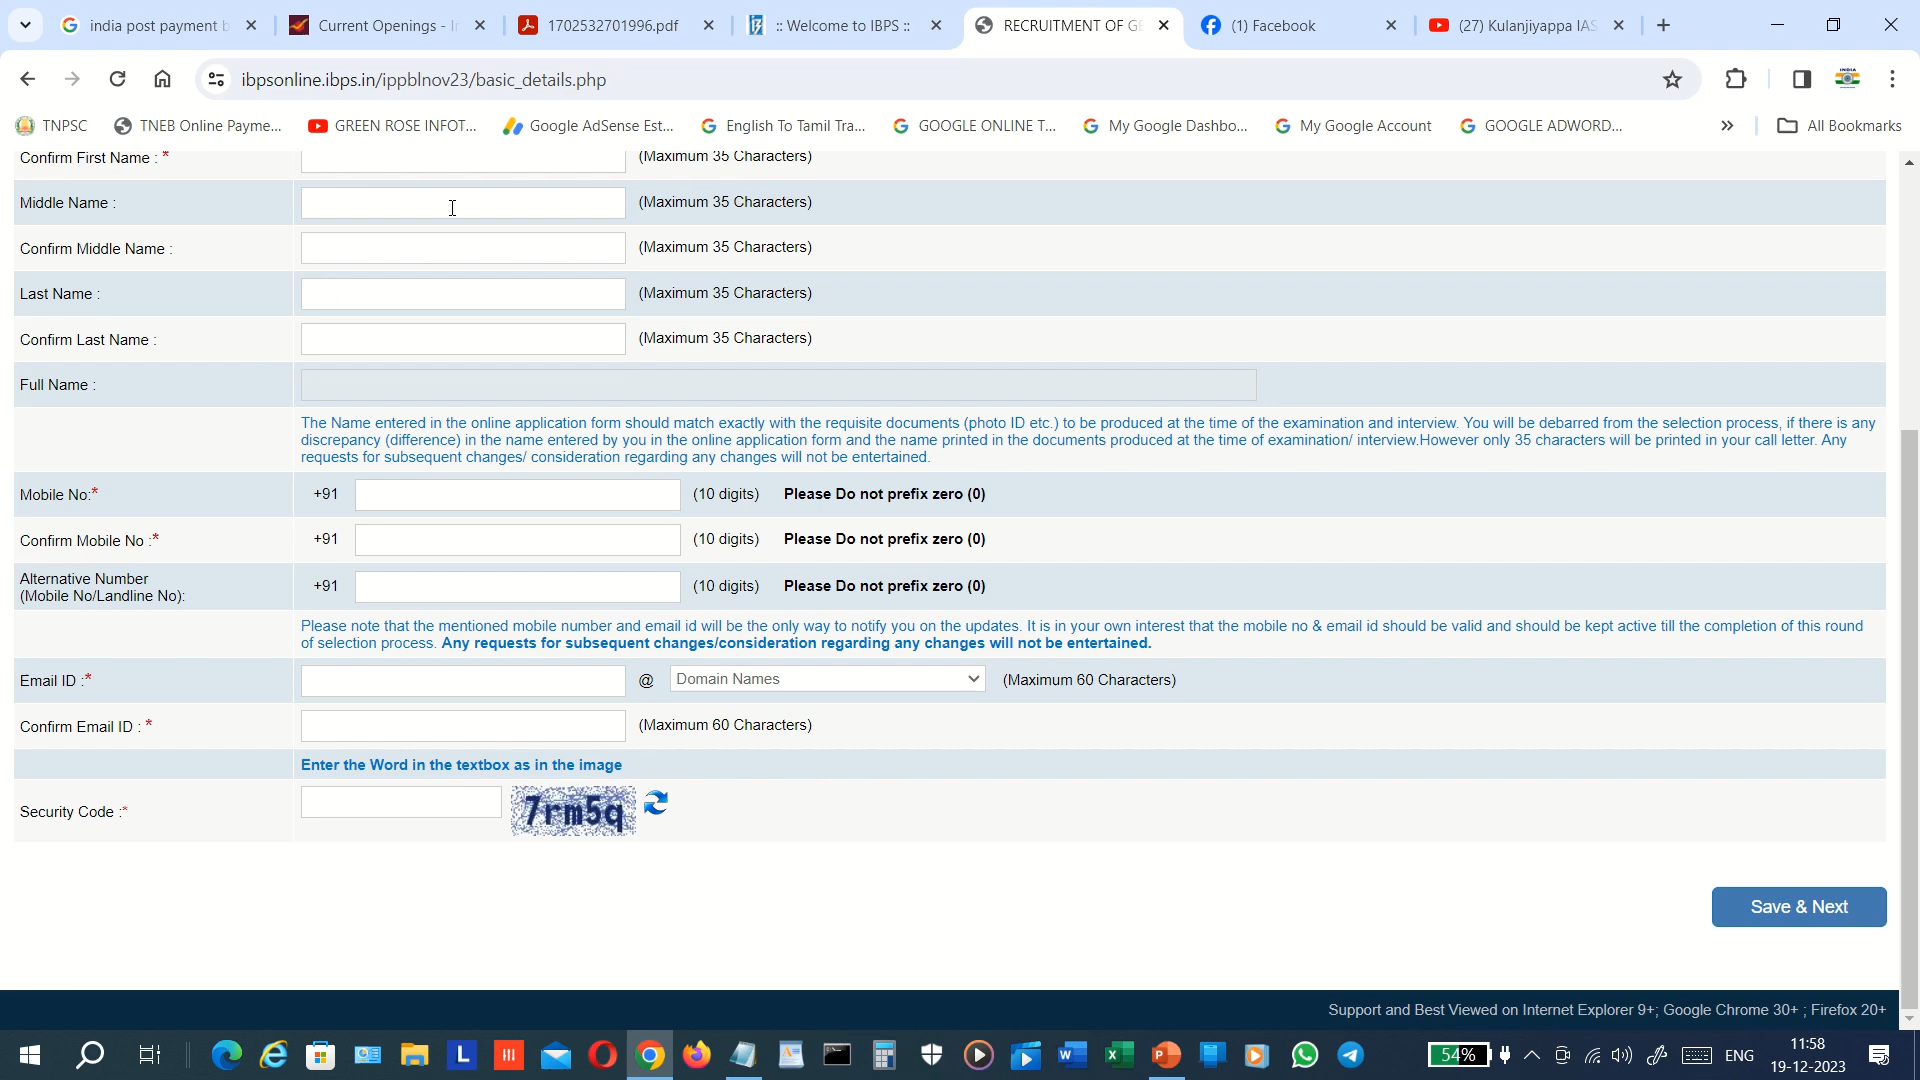 india post payment b
Current Openings - I
1702532701996.pdf
:: Welcome to IBPS ::
RECRUITMENT OF GE
(1) Facebook
(27) Kulanjiyappa IAS
ibpsonline.ibps.in/ippblnov23/basic_details.php
TNPSC
TNEB Online Payme...
GREEN ROSE INFOT...
Google AdSense Est...
English To Tamil Tra...
GOOGLE ONLINE T...
My Google Dashbo...
My Google Account
GOOGLE ADWORD...
All Bookmarks
Confirm First Name : * (Maximum 35 Characters)
Middle Name : (Maximum 35 Characters)
Confirm Middle Name : (Maximum 35 Characters)
Last Name : (Maximum 35 Characters)
Confirm Last Name : (Maximum 35 Characters)
Full Name :
The Name entered in the online application form should match exactly with the requisite documents (photo ID etc.) to be produced at the time of the examination and interview. You will be debarred from the selection process, if there is any
discrepancy (difference) in the name entered by you in the online application form and the name printed in the documents produced at the time of examination/ interview.However only 35 characters will be printed in your call letter. Any
requests for subsequent changes/ consideration regarding any changes will not be entertained.
Mobile No:* +91 (10 digits) Please Do not prefix zero (0)
Confirm Mobile No :* +91 (10 digits) Please Do not prefix zero (0)
Alternative Number
(Mobile No/Landline No): +91 (10 digits) Please Do not prefix zero (0)
Please note that the mentioned mobile number and email id will be the only way to notify you on the updates. It is in your own interest that the mobile no & email id should be valid and should be kept active till the completion of this round
of selection process. Any requests for subsequent changes/consideration regarding any changes will not be entertained.
Email ID :* @ Domain Names (Maximum 60 Characters)
Confirm Email ID : * (Maximum 60 Characters)
Enter the Word in the textbox as in the image
Security Code :* 7rm5q
Save & Next
Support and Best Viewed on Internet Explorer 9+; Google Chrome 30+ ; Firefox 20+
54%
ENG
11:58
19-12-2023